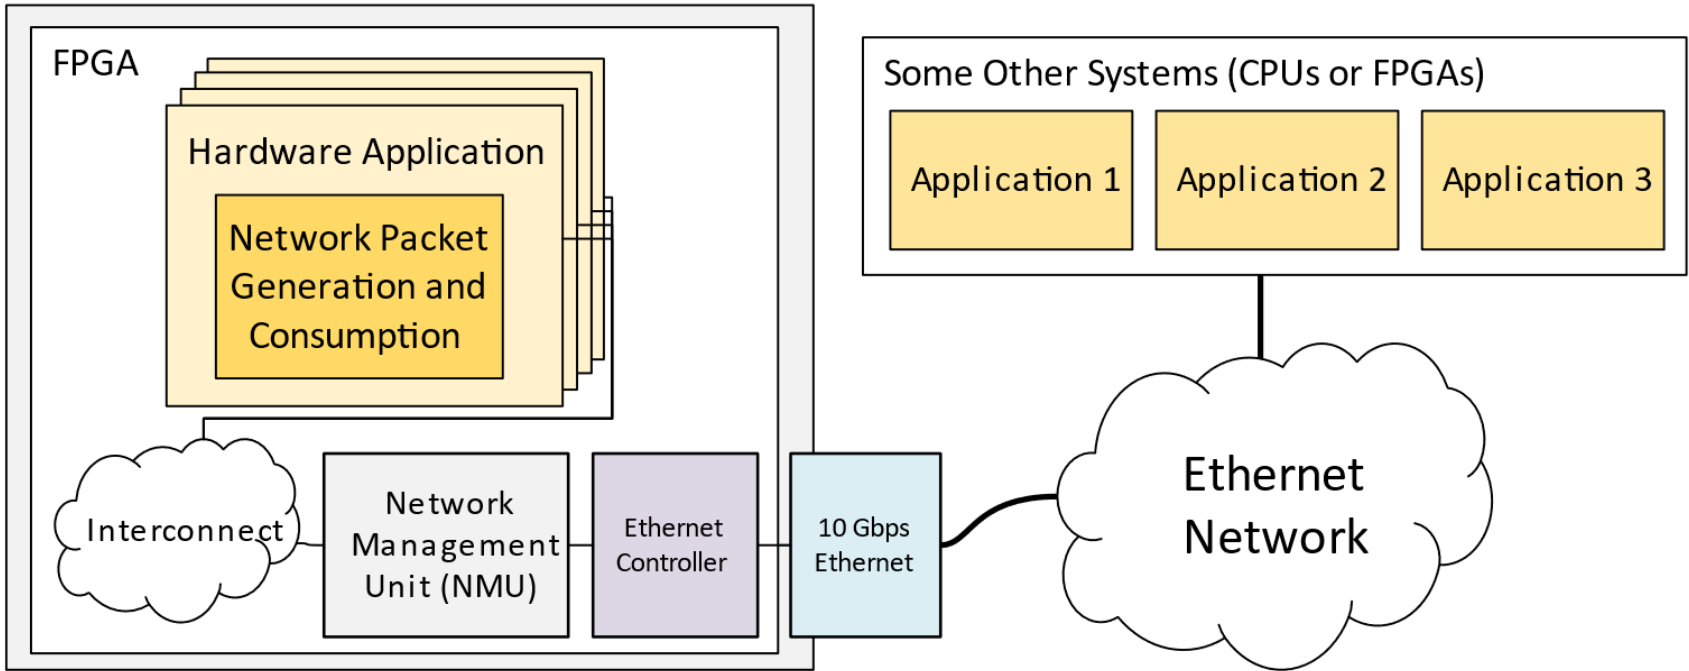 FPGA
Hardware Application
Network Packet
Generation and
Consumption
Interconnect
Network
Management
Unit (NMU)
Ethernet
Controller
10 Gbps
Ethernet
Some Other Systems (CPUs or FPGAs)
Application 1
Application 2
Application 3
Ethernet
Network